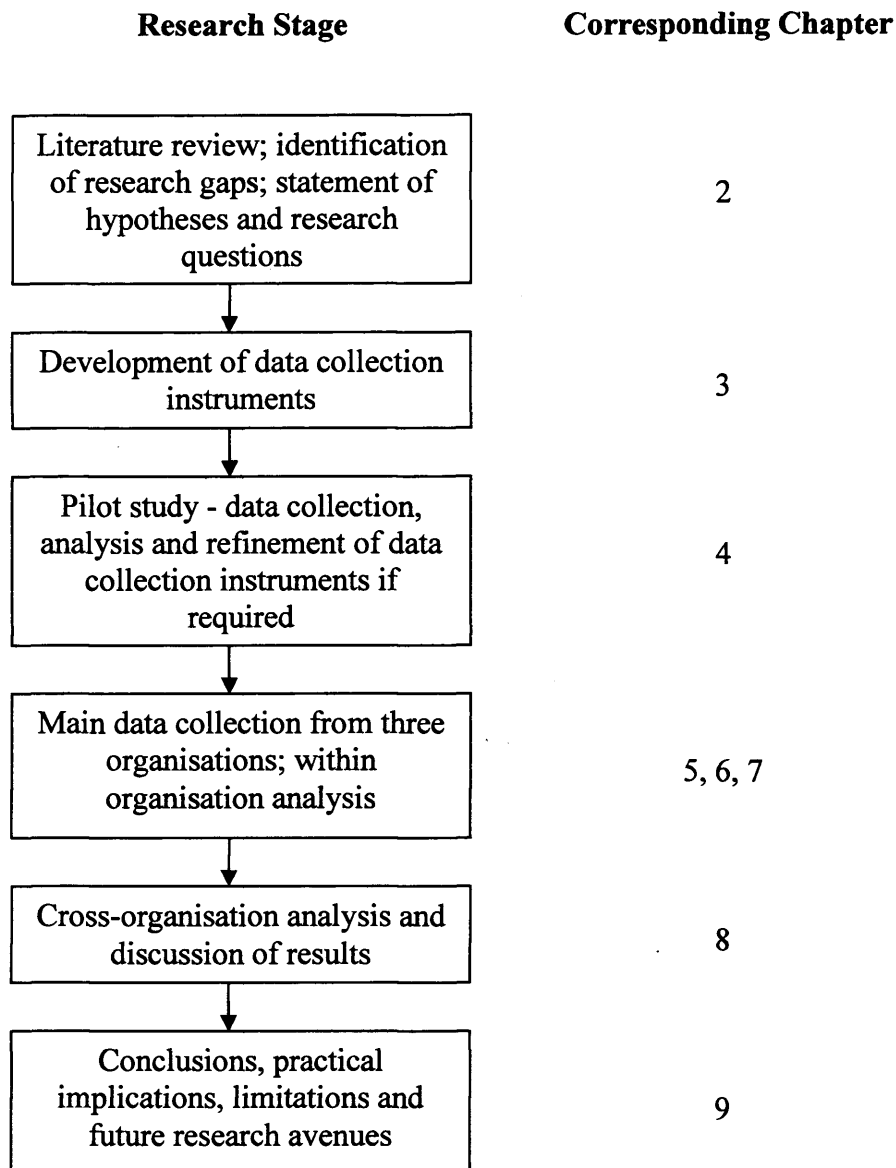 Research Stage Corresponding Chapter
Literature review; identification
of research gaps; statement of
hypotheses and research
questions
2
Development of data collection
instruments
3
Pilot study - data collection,
analysis and refinement of data
collection instruments if
required
4
Main data collection from three
organisations; within
organisation analysis
5, 6, 7
Cross-organisation analysis and
discussion of results
8
Conclusions, practical
implications, limitations and
future research avenues
9